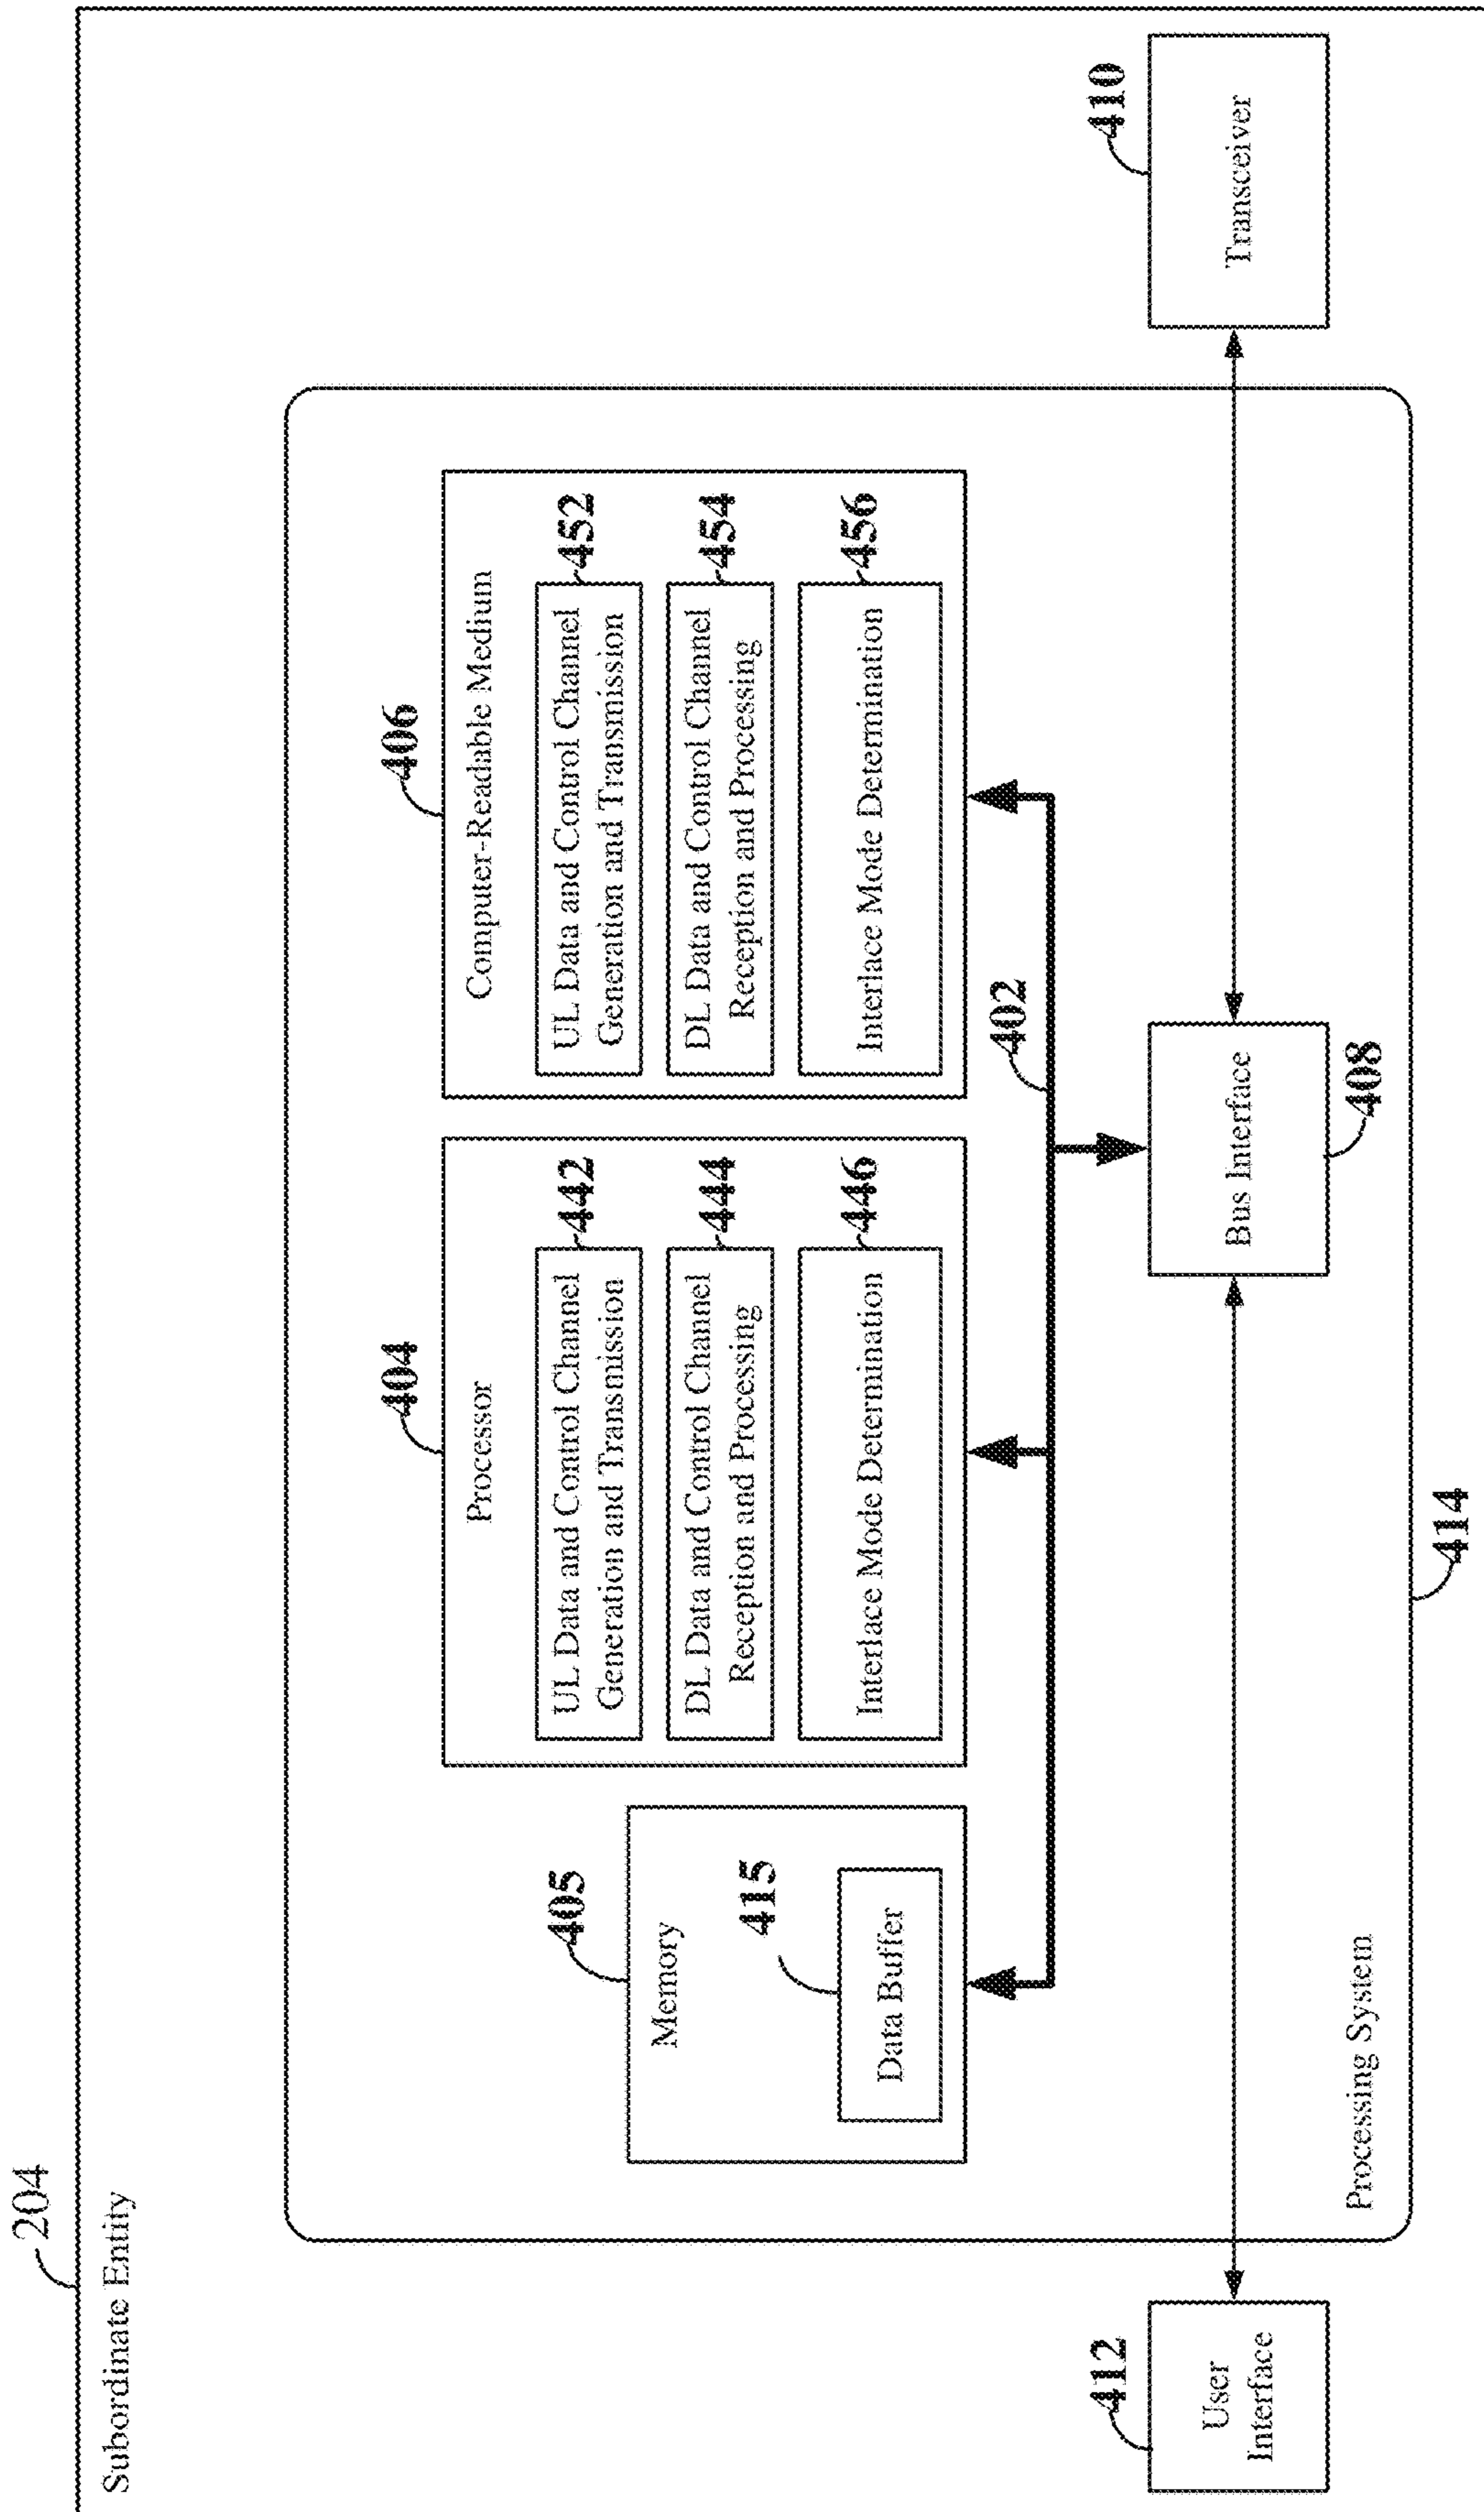 204
Subordinate Entity
404
406
Processor
Computer-Readable Medium
405
Memory
415
Data Buffer
442
UL Data and Control Channel
Generation and Transmission
444
DL Data and Control Channel
Reception and Processing
446
Interlace Mode Determination
452
UL Data and Control Channel
Generation and Transmission
454
DL Data and Control Channel
Reception and Processing
456
Interlace Mode Determination
402
412
User
Interface
Bus Interface
408
410
Transceiver
Processing System
414